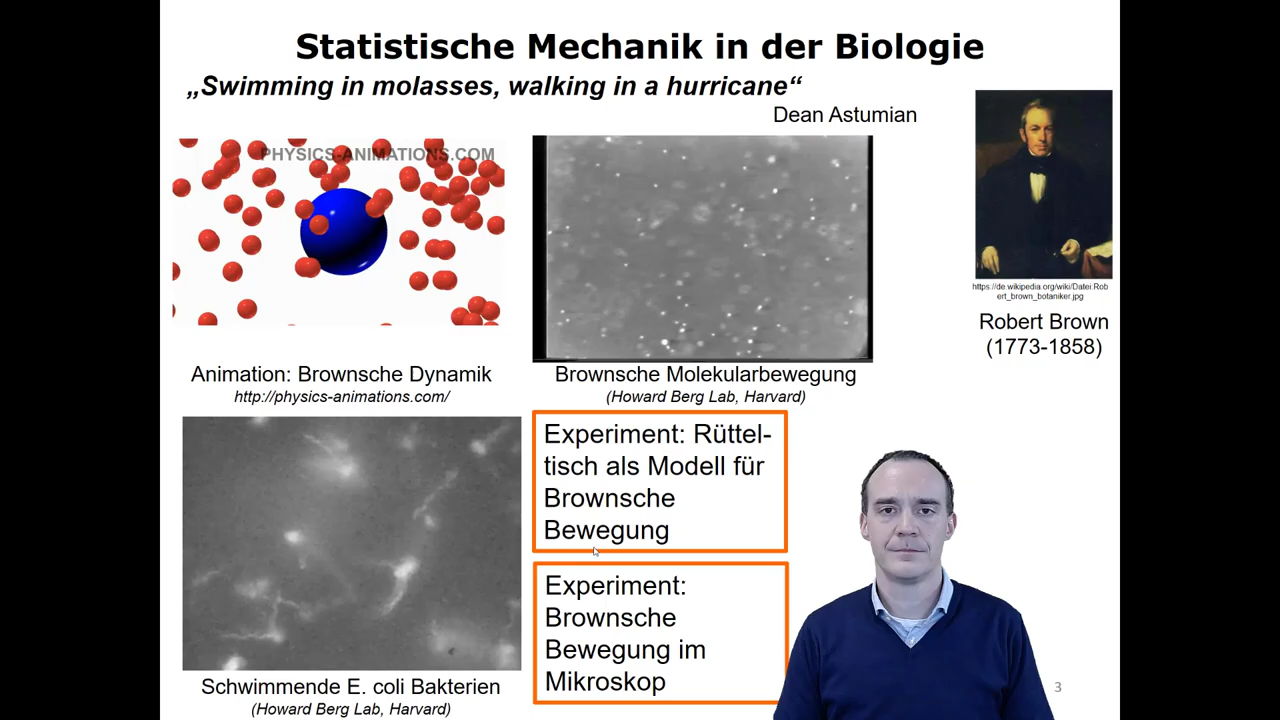 Statistische Mechanik in der Biologie
„Swimming in molasses, walking in a hurricane“
Dean Astumian
PHYSICS-ANIMATIONS.COM
https://de.wikipedia.org/wiki/Datei:Rob
ert_brown_botaniker.jpg
Robert Brown
(1773-1858)
Animation: Brownsche Dynamik
http://physics-animations.com/
Brownsche Molekularbewegung
(Howard Berg Lab, Harvard)
Experiment: Rüttel-
tisch als Modell für
Brownsche
Bewegung
Experiment:
Brownsche
Bewegung im
Mikroskop
Schwimmende E. coli Bakterien
(Howard Berg Lab, Harvard)
3